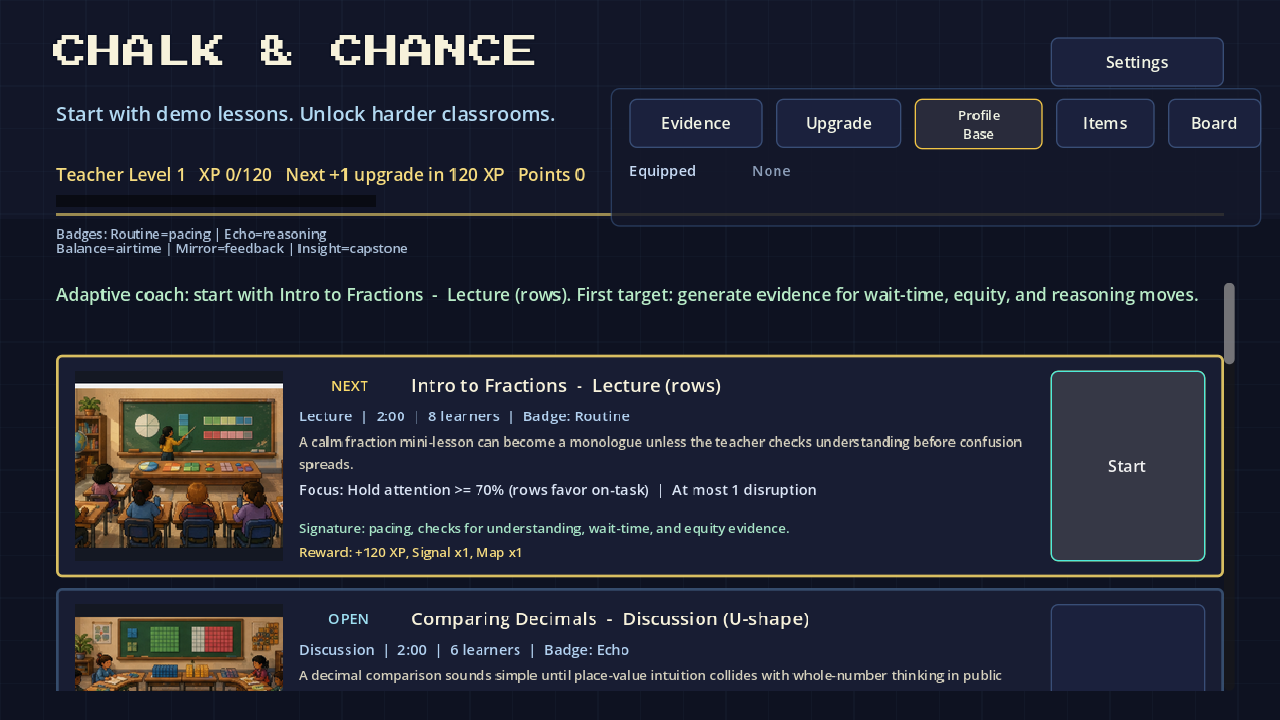 CHALK & CHANCE
Settings
Start with demo lessons. Unlock harder classrooms.
Evidence
Upgrade
Profile
Base
Items
Board
Equipped None
Teacher Level 1 XP 0/120 Next +1 upgrade in 120 XP Points 0
Badges: Routine=pacing | Echo=reasoning
Balance=airtime | Mirror=feedback | Insight=capstone
Adaptive coach: start with Intro to Fractions - Lecture (rows). First target: generate evidence for wait-time, equity, and reasoning moves.
NEXT Intro to Fractions - Lecture (rows)
Lecture | 2:00 | 8 learners | Badge: Routine
A calm fraction mini-lesson can become a monologue unless the teacher checks understanding before confusion
spreads.
Focus: Hold attention >= 70% (rows favor on-task) | At most 1 disruption
Signature: pacing, checks for understanding, wait-time, and equity evidence.
Reward: +120 XP, Signal x1, Map x1
Start
OPEN Comparing Decimals - Discussion (U-shape)
Discussion | 2:00 | 6 learners | Badge: Echo
A decimal comparison sounds simple until place-value intuition collides with whole-number thinking in public